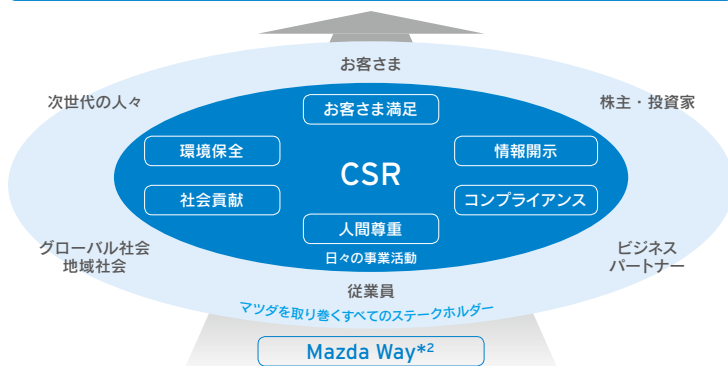 お客さま
次世代の人々
株主・投資家
お客さま満足
環境保全
情報開示
CSR
社会貢献
コンプライアンス
人間尊重
日々の事業活動
グローバル社会
地域社会
ビジネス
パートナー
従業員
マツダを取り巻くすべてのステークホルダー
Mazda Way*2